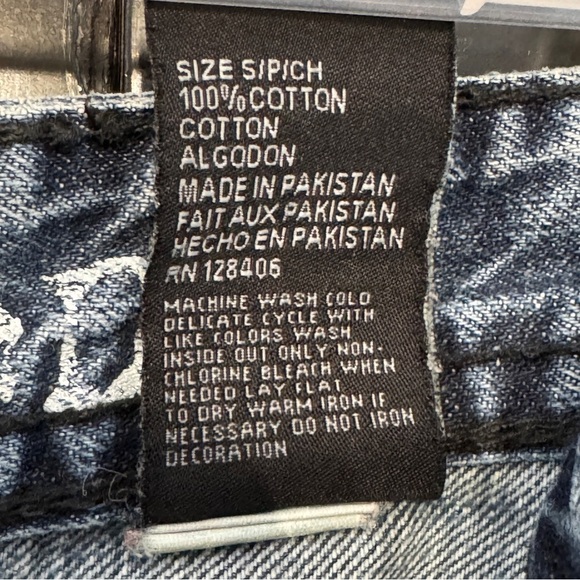 SIZE S/P/CH
100% COTTON
COTTON
ALGODON
MADE IN PAKISTAN
FAIT AUX PAKISTAN
HECHO EN PAKISTAN
RN 128406
MACHINE WASH COLD
DELICATE CYCLE WITH
LIKE COLORS WASH
INSIDE OUT ONLY NON-
CHLORINE BLEACH WHEN
NEEDED LAY FLAT
TO DRY WARM IRON IF
NECESSARY DO NOT IRON
DECORATION